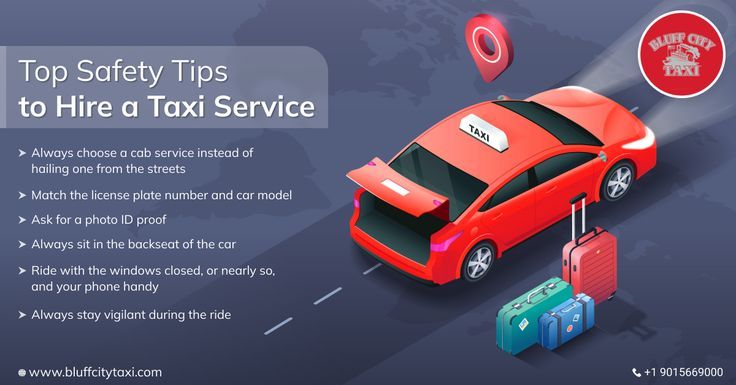 Top Safety Tips
to Hire a Taxi Service
BLUFF CITY
TAXI
TAXI
➤ Always choose a cab service instead of
hailing one from the streets
➤ Match the license plate number and car model
➤ Ask for a photo ID proof
➤ Always sit in the backseat of the car
➤ Ride with the windows closed, or nearly so,
and your phone handy
➤ Always stay vigilant during the ride
www.bluffcitytaxi.com
+1 9015669000